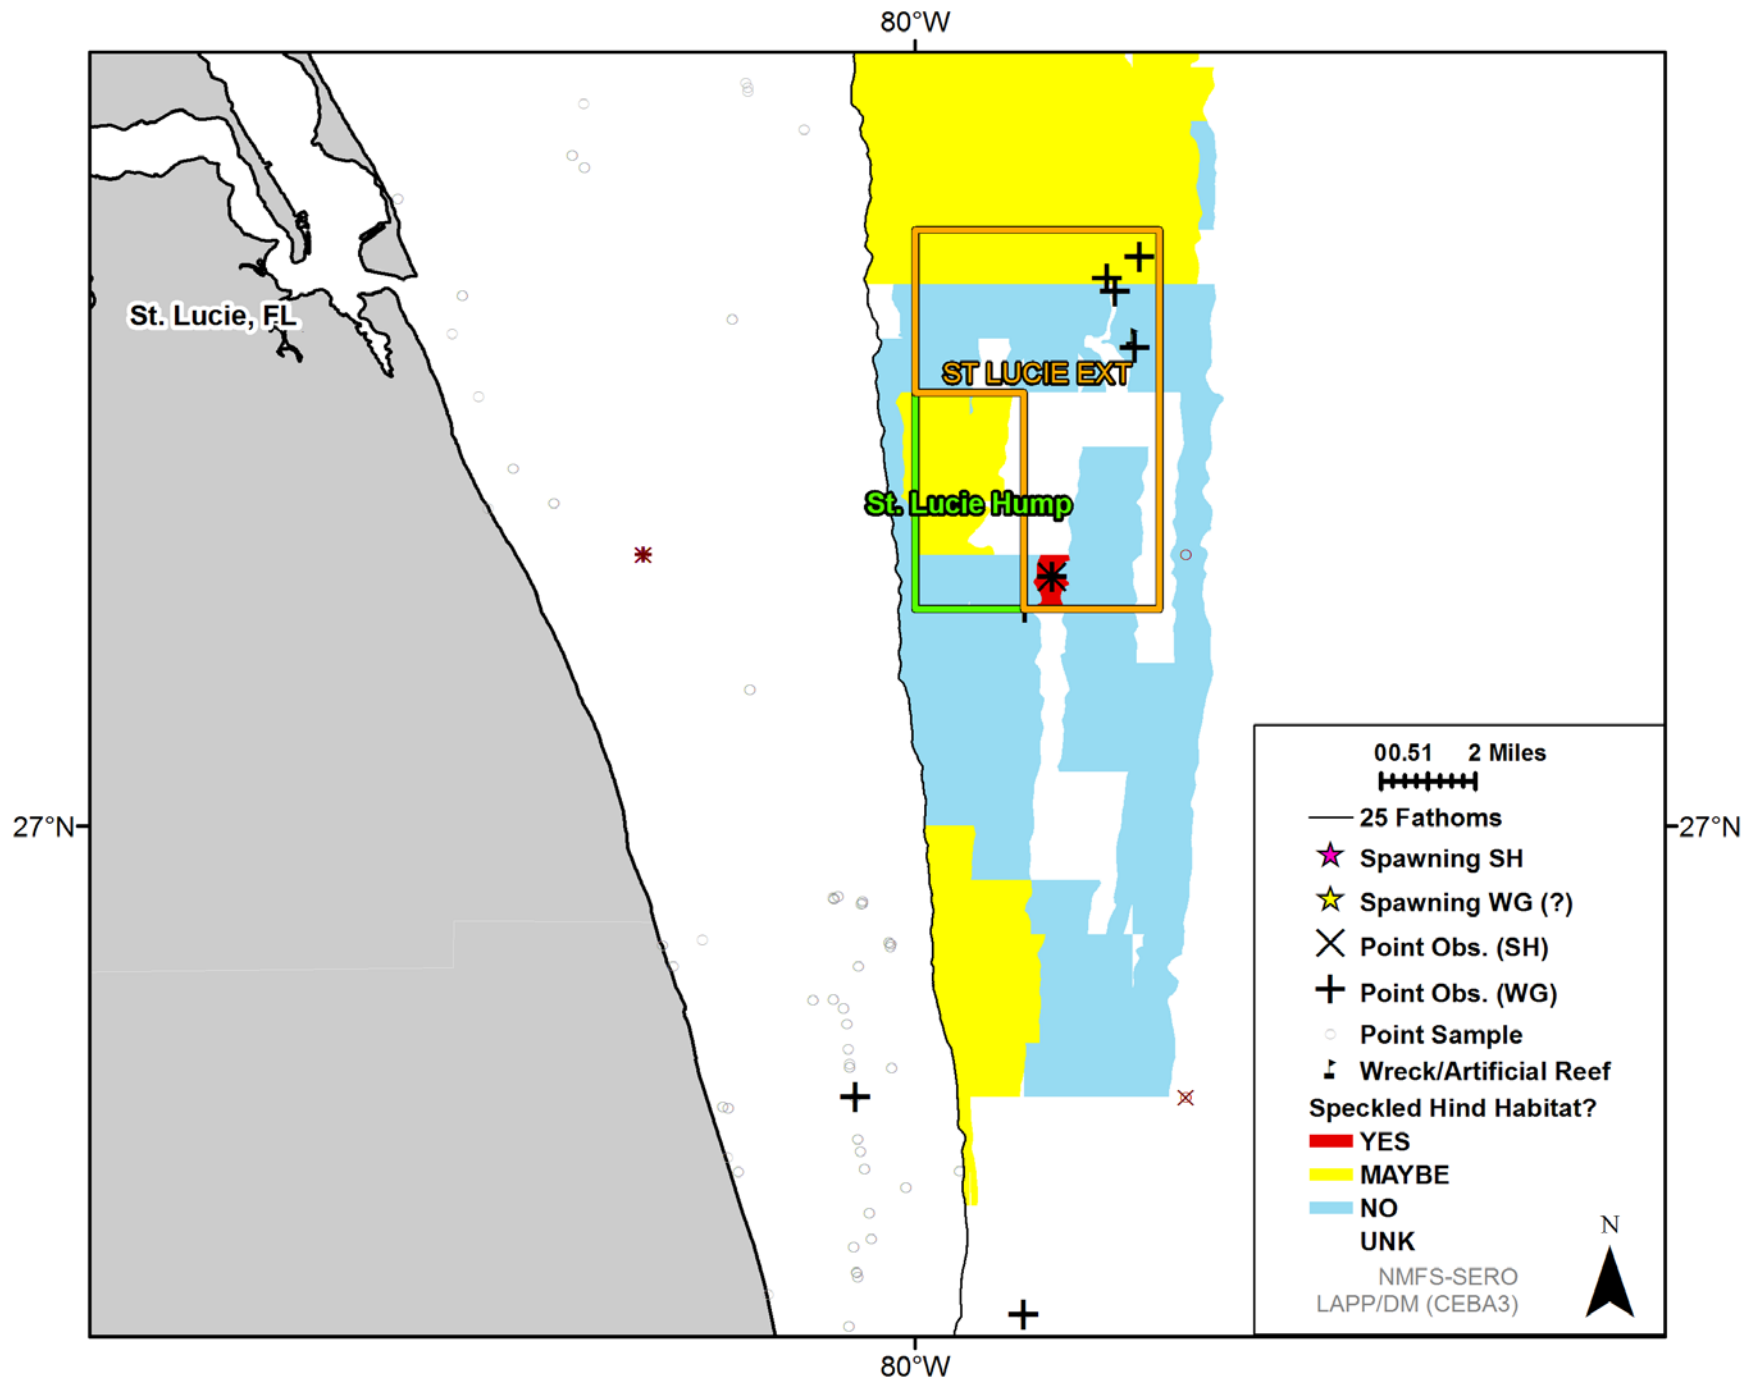 80°W
St. Lucie, FL
ST LUCIE EXT
St. Lucie Hump
27°N
27°N
00.51 2 Miles
25 Fathoms
Spawning SH
Spawning WG (?)
Point Obs. (SH)
Point Obs. (WG)
Point Sample
Wreck/Artificial Reef
Speckled Hind Habitat?
YES
MAYBE
NO
UNK
N
NMFS-SERO
LAPP/DM (CEBA3)
80°W